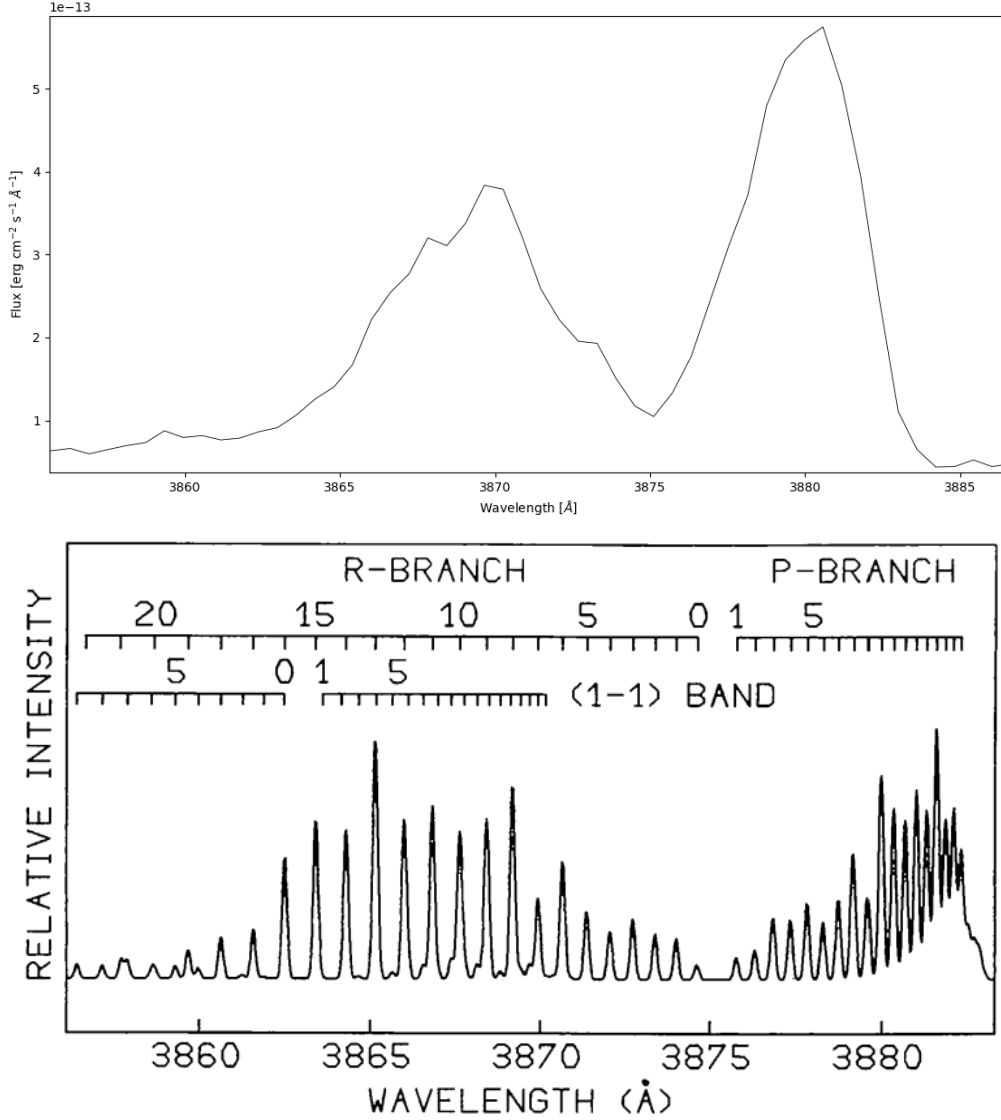 1e−13
5
4
3
2
1
Flux [erg cm⁻² s⁻¹ Å⁻¹]
3860 3865 3870 3875 3880 3885
Wavelength [Å]
R-BRANCH P-BRANCH
20 15 10 5 0 1 5
5 0 1 5 (1-1) BAND
RELATIVE INTENSITY
3860 3865 3870 3875 3880
WAVELENGTH (Å)